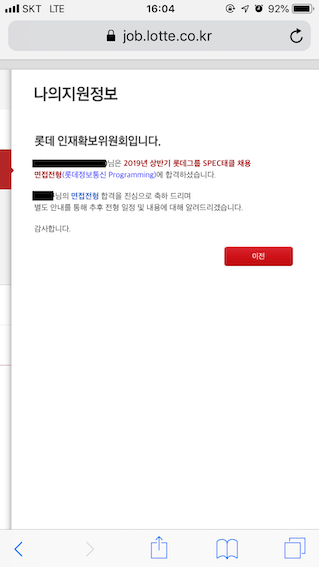 SKT LTE 16:04 92%
job.lotte.co.kr
나의지원정보
롯데 인재확보위원회입니다.
님은 2019년 상반기 롯데그룹 SPEC태클 채용
면접전형(롯데정보통신 Programming)에 합격하셨습니다.
님의 면접전형 합격을 진심으로 축하 드리며
별도 안내를 통해 추후 전형 일정 및 내용에 대해 알려드리겠습니다.
감사합니다.
이전